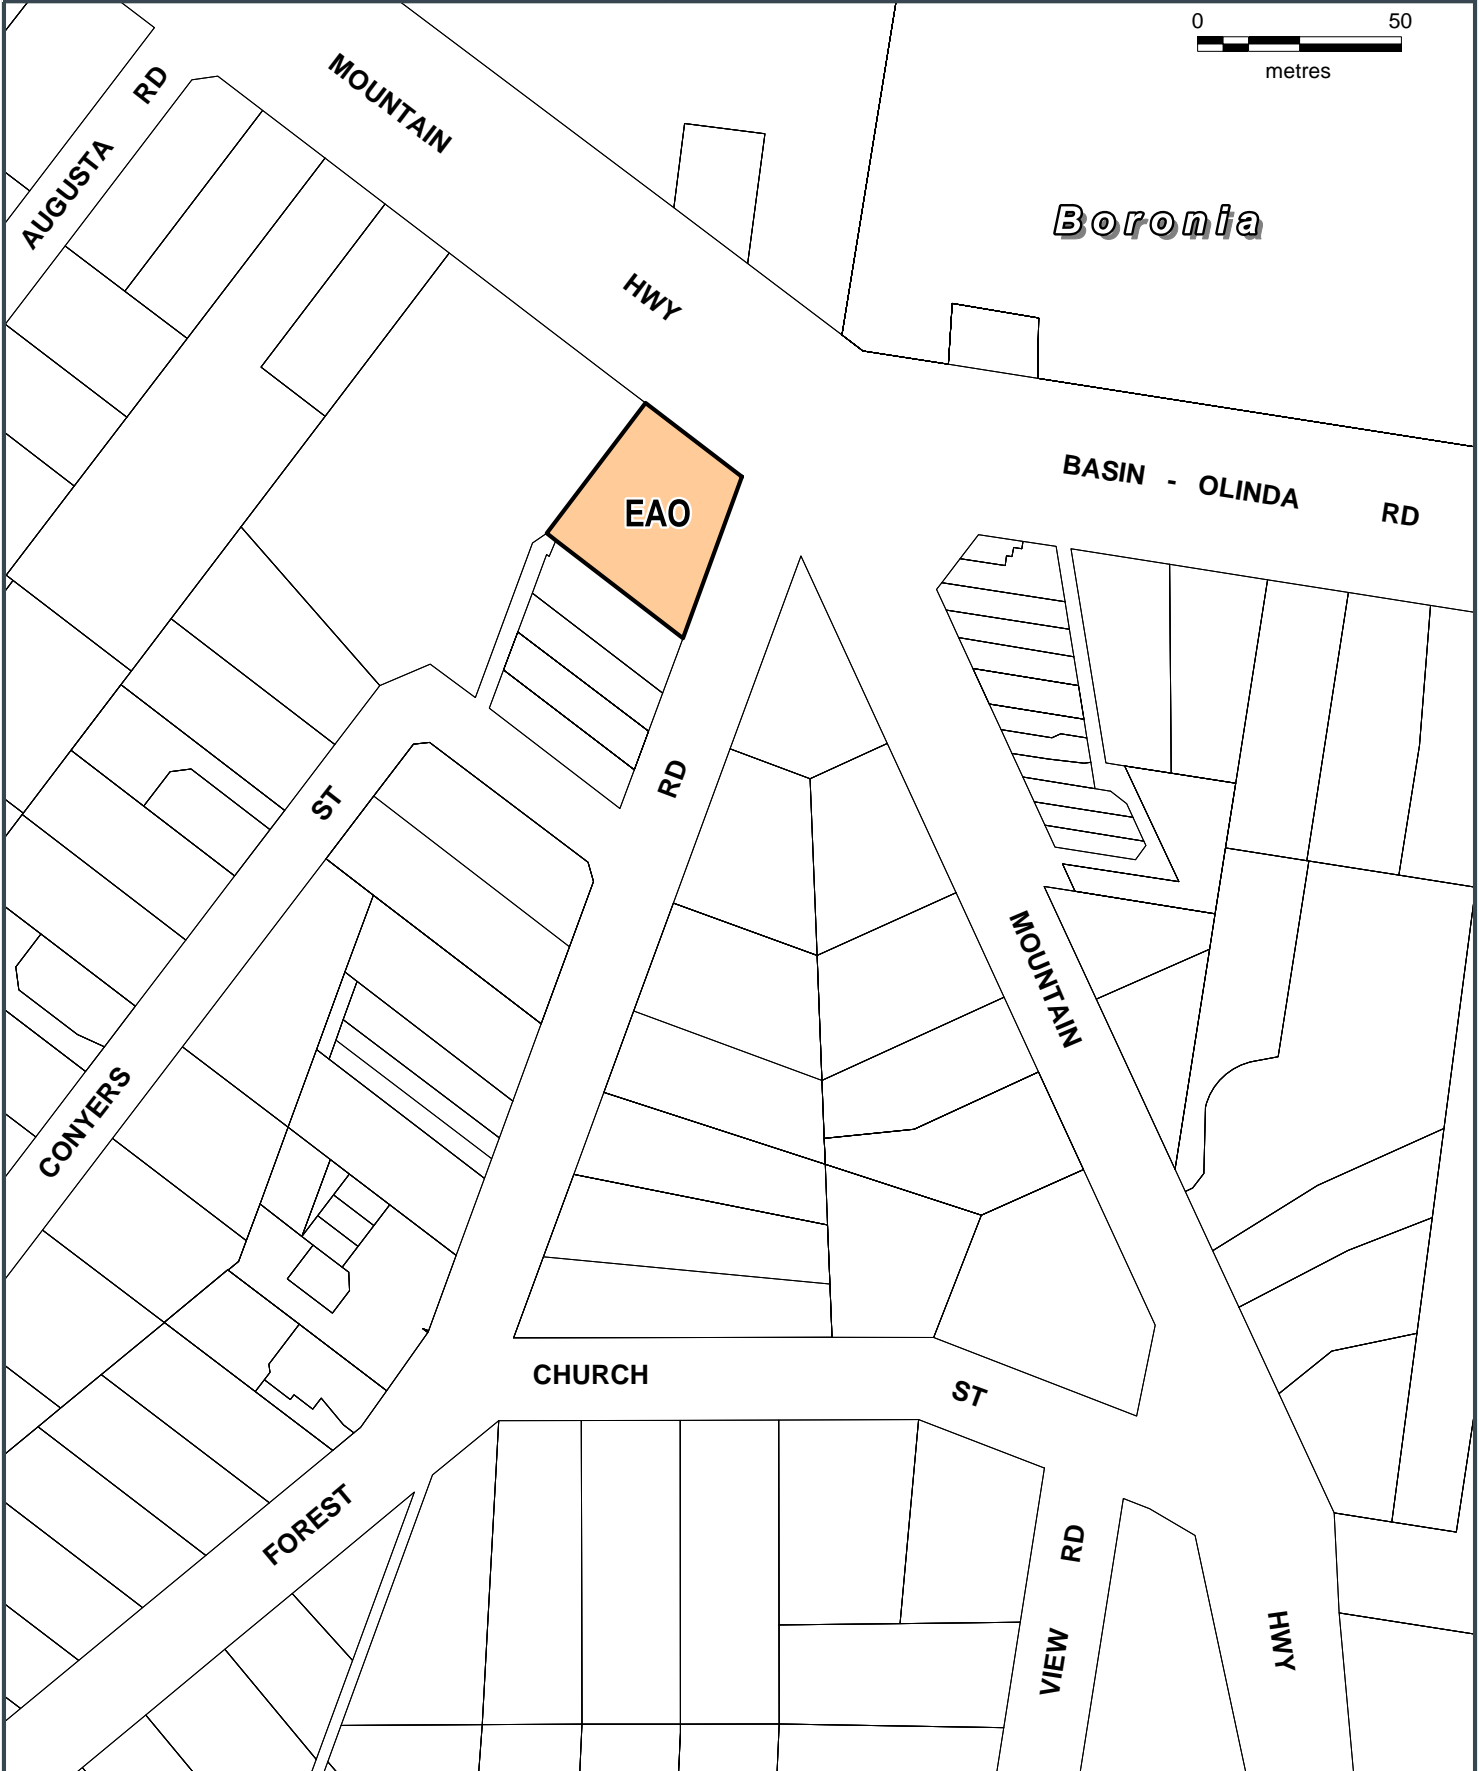 0 50
metres
MOUNTAIN
RD
AUGUSTA
Boronia
HWY
BASIN - OLINDA RD
EAO
RD
ST
MOUNTAIN
CONYERS
CHURCH ST
FOREST
RD
VIEW
HWY